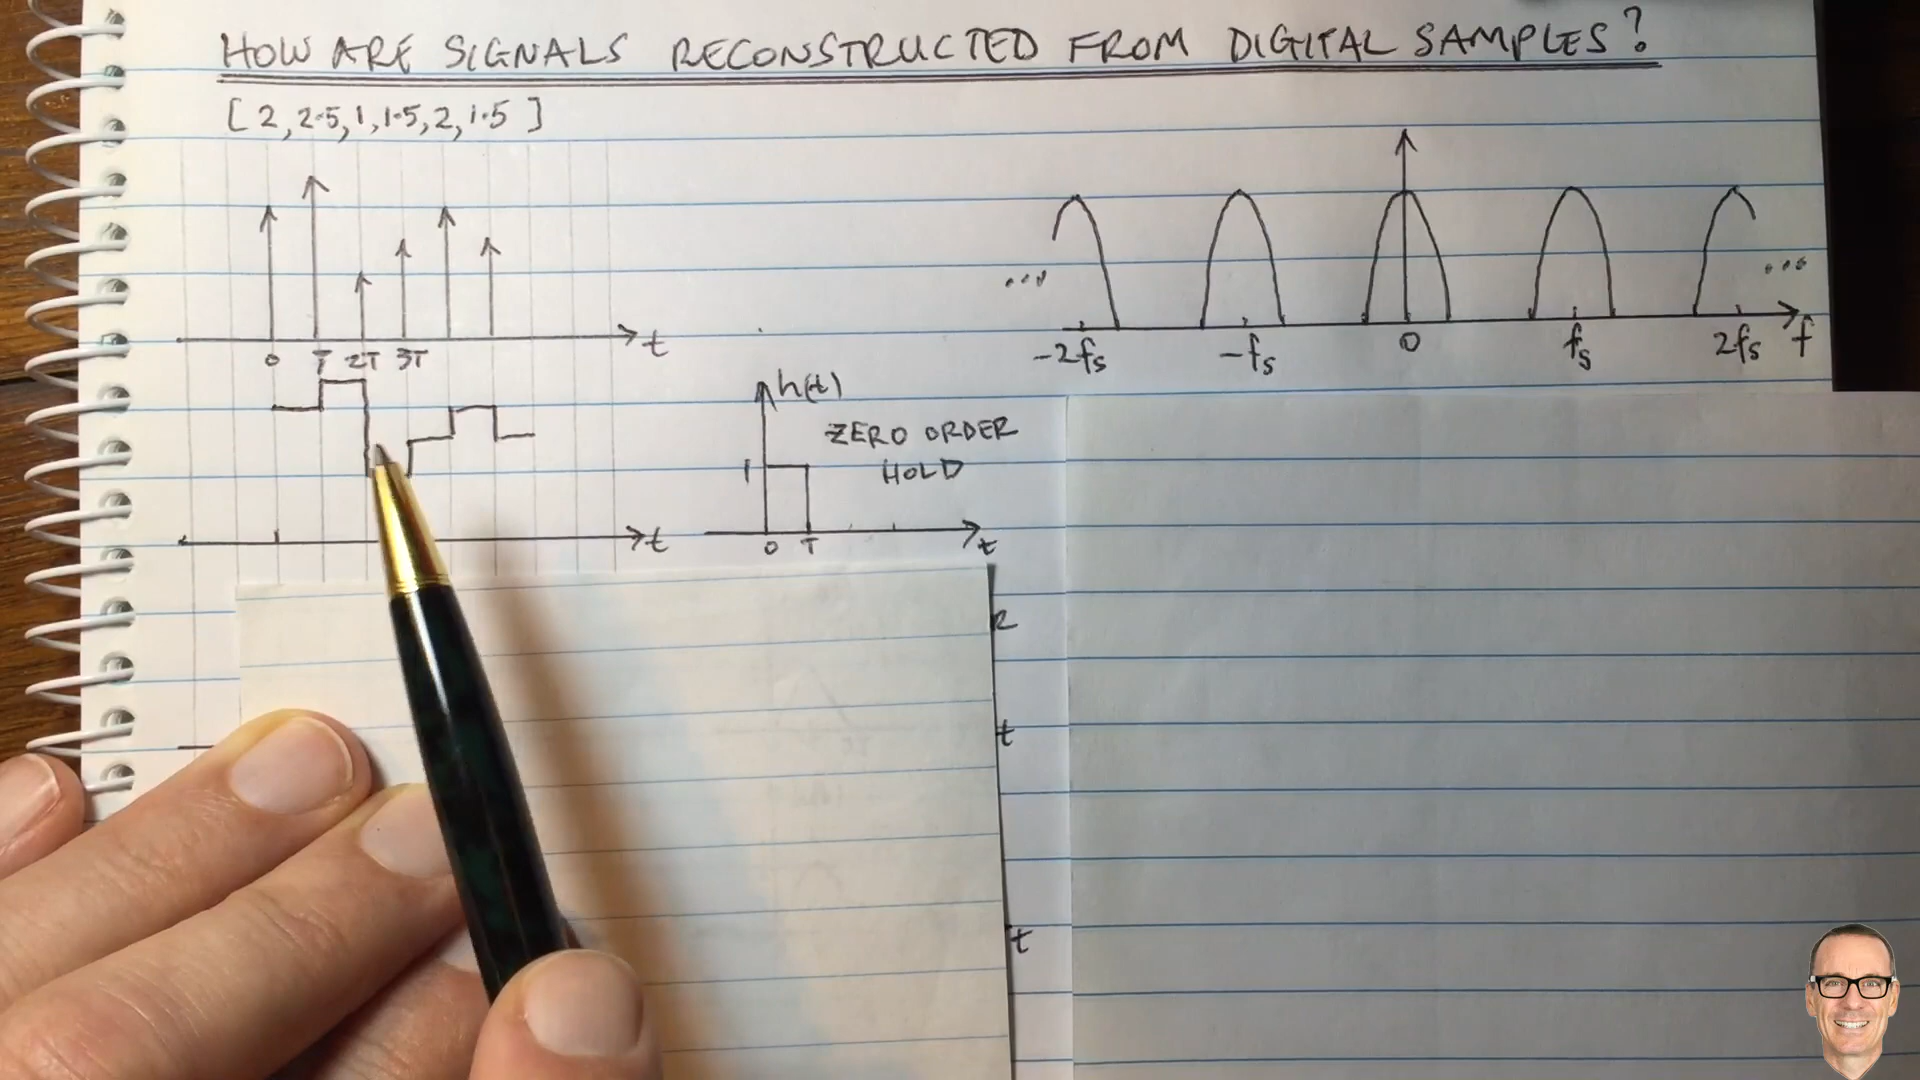 HOW ARE SIGNALS RECONSTRUCTED FROM DIGITAL SAMPLES?
[ 2, 2.5, 1, 1.5, 2, 1.5 ]
t
0 T 2T 3T
... ...
-2fs -fs 0 fs 2fs f
h(t)
ZERO ORDER
HOLD
1
t
0 T t
t
t